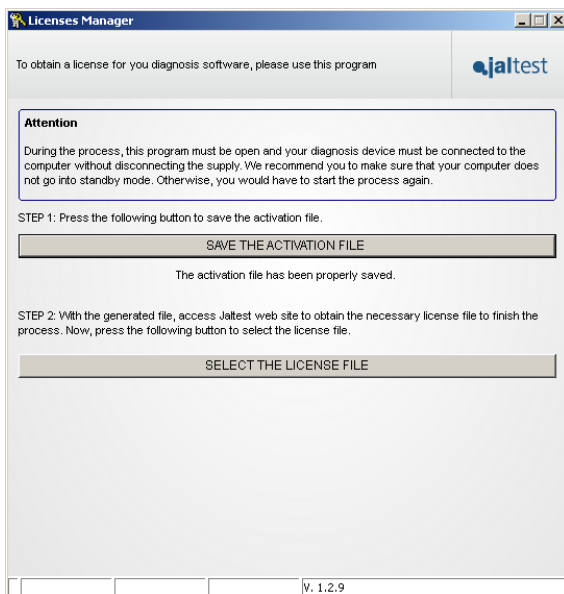 Licenses Manager
To obtain a license for you diagnosis software, please use this program
jaltest
Attention
During the process, this program must be open and your diagnosis device must be connected to the
computer without disconnecting the supply. We recommend you to make sure that your computer does
not go into standby mode. Otherwise, you would have to start the process again.
STEP 1: Press the following button to save the activation file.
SAVE THE ACTIVATION FILE
The activation file has been properly saved.
STEP 2: With the generated file, access Jaltest web site to obtain the necessary license file to finish the
process. Now, press the following button to select the license file.
SELECT THE LICENSE FILE
V. 1.2.9